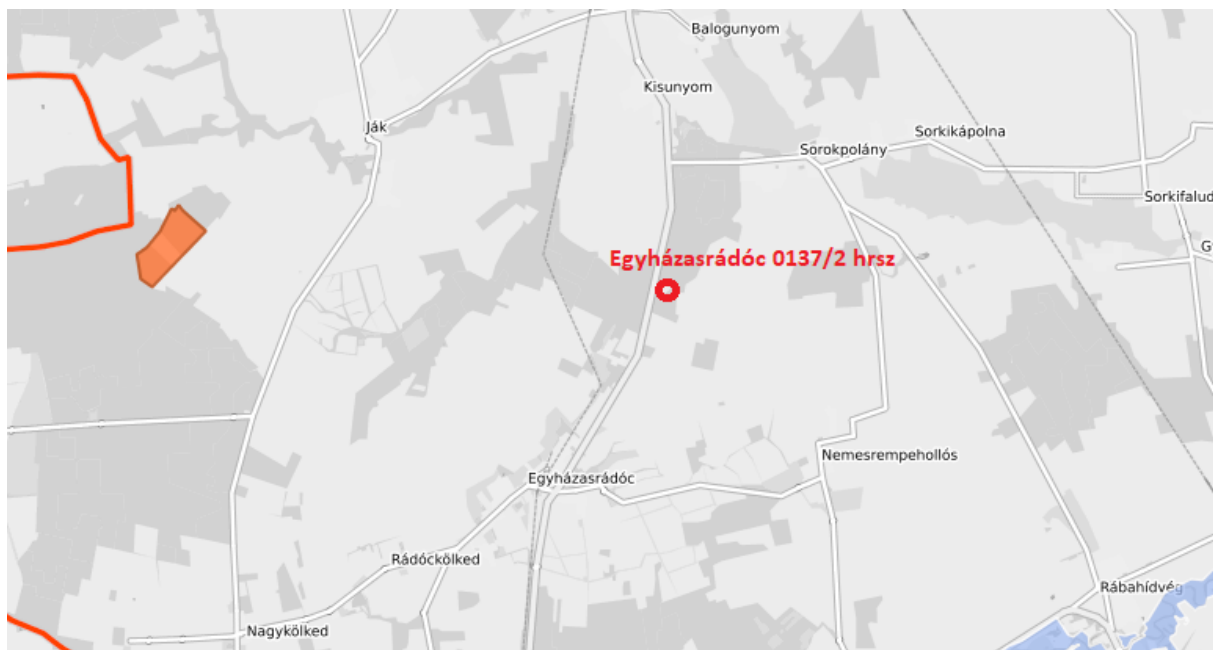 Balogunyom
Kisunyom
Ják
Sorkikápolna
Sorokpolány
Sorkifalud
Egyházasrádóc 0137/2 hrsz
Nemesrempehollós
Egyházasrádóc
Rádóckölked
Rábahídvég
Nagykölked